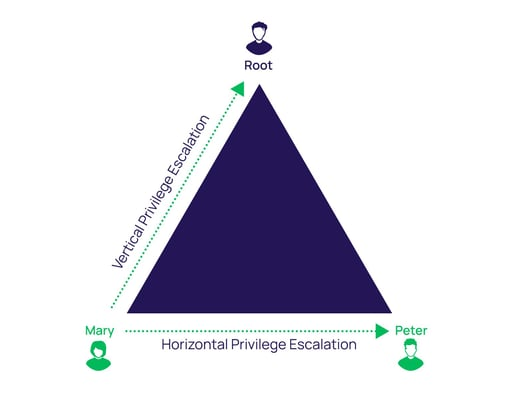 Root
Vertical Privilege Escalation
Mary
Peter
Horizontal Privilege Escalation